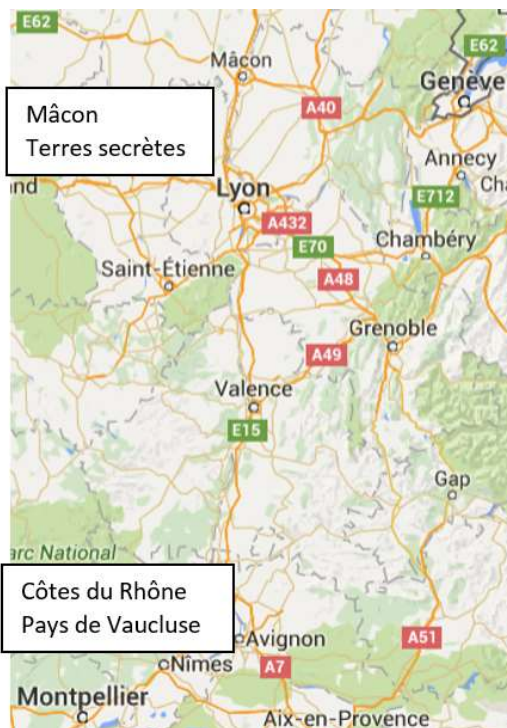 E62
Mâcon
E62
Genève
A40
Mâcon
Terres secrètes
Annecy
nd
Lyon
E712
Cha
A432
E70
Chambéry
Saint-Étienne
A48
Grenoble
A49
Valence
E15
Gap
arc National
Côtes du Rhône
Pays de Vaucluse
Avignon
A51
Nîmes
A7
Montpellier
Aix-en-Provence